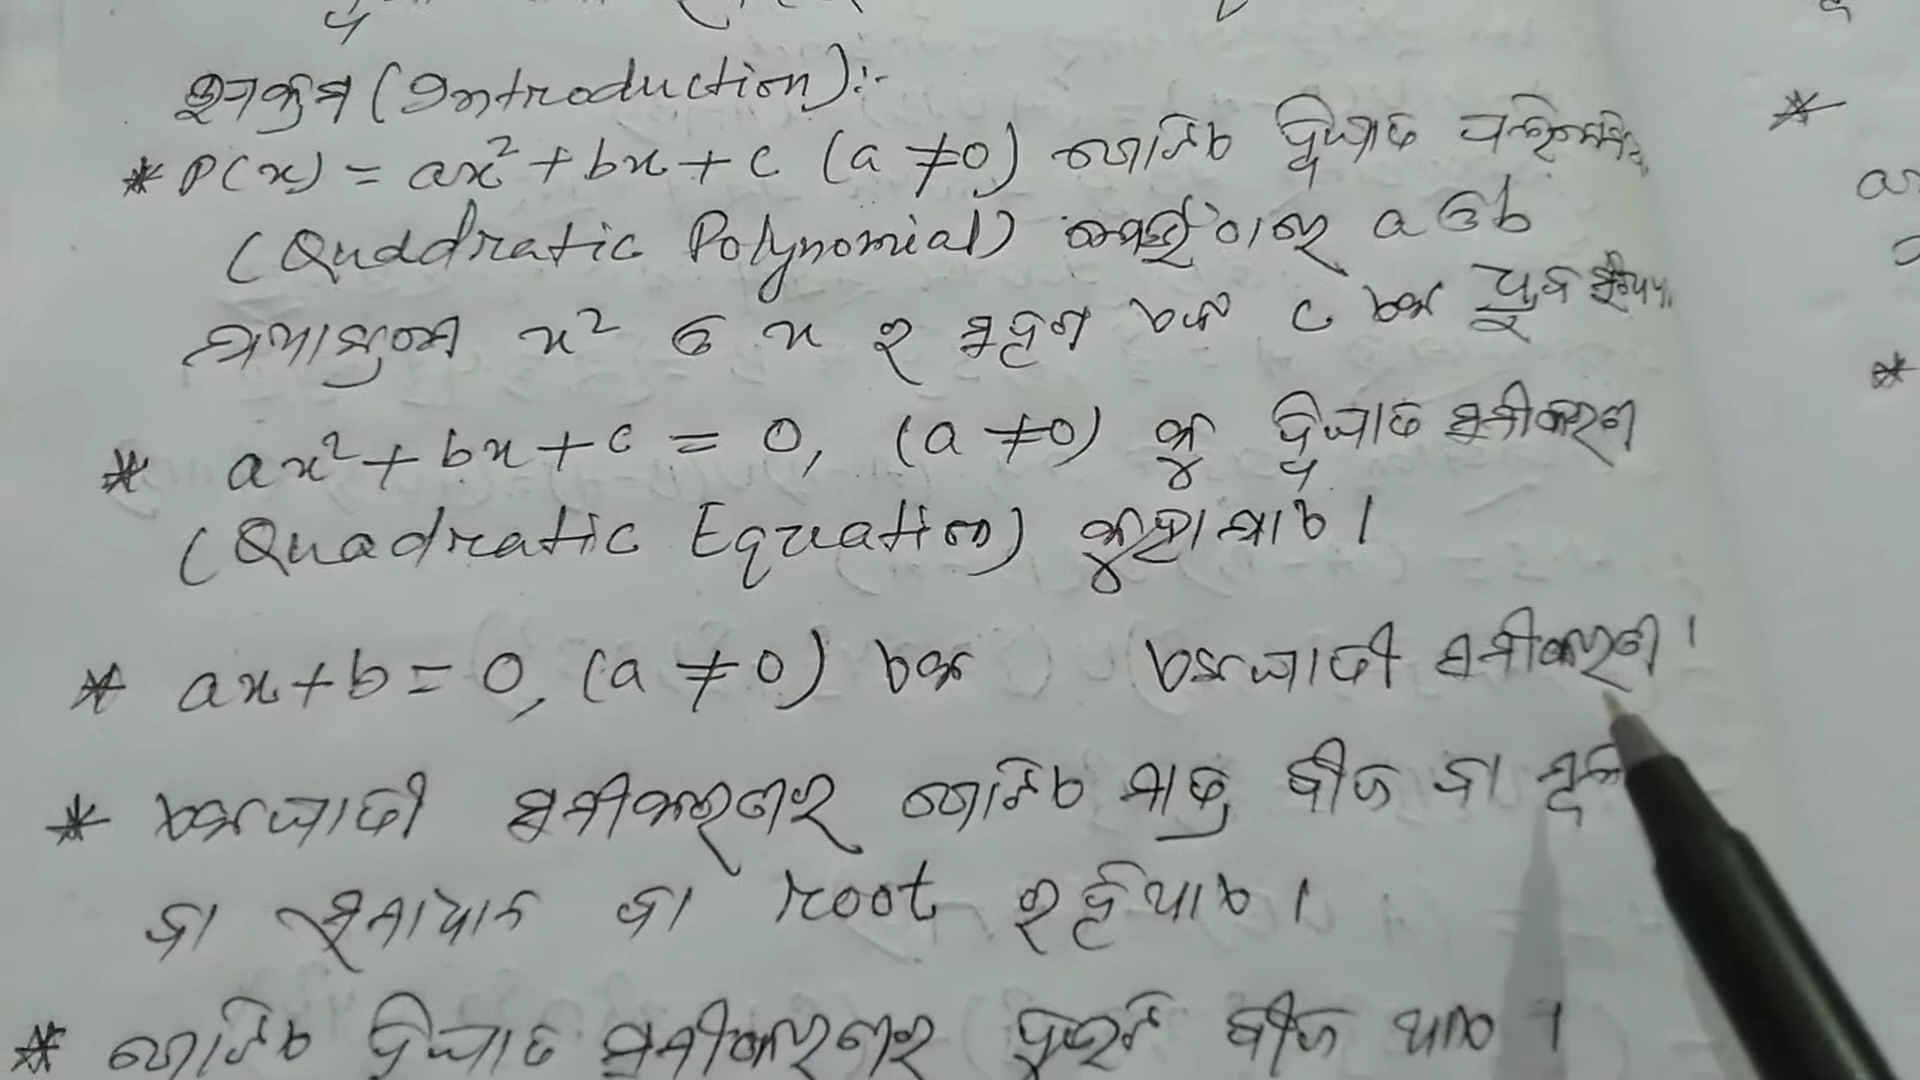 ଉପକ୍ରମ (Introduction):-
* P(x) = ax² + bx + c (a ≠ 0) ଗୋଟିଏ ଦ୍ୱିଘାତ
(Quadratic Polynomial) ଯେଉଁଠାରେ a ଓ b
ଯଥାକ୍ରମେ x² ଓ x ର ସହଗ ଏବଂ c ଏକ ଧ୍ରୁବ
* ax² + bx + c = 0, (a ≠ 0) କୁ ଦ୍ୱିଘାତ ସମୀକରଣ
(Quadratic Equation) କୁହାଯାଏ ।
* ax + b = 0, (a ≠ 0) ଏକ ଏକଘାତୀ ସମୀକରଣ ।
* ଏକଘାତୀ ସମୀକରଣର ଗୋଟିଏ ମାତ୍ର ବୀଜ ବା
ବା ସମାଧାନ ବା root ରହିଥାଏ ।
* ଗୋଟିଏ ଦ୍ୱିଘାତ ସମୀକରଣର ଦୁଇଟି ବୀଜ ଥାଏ ।